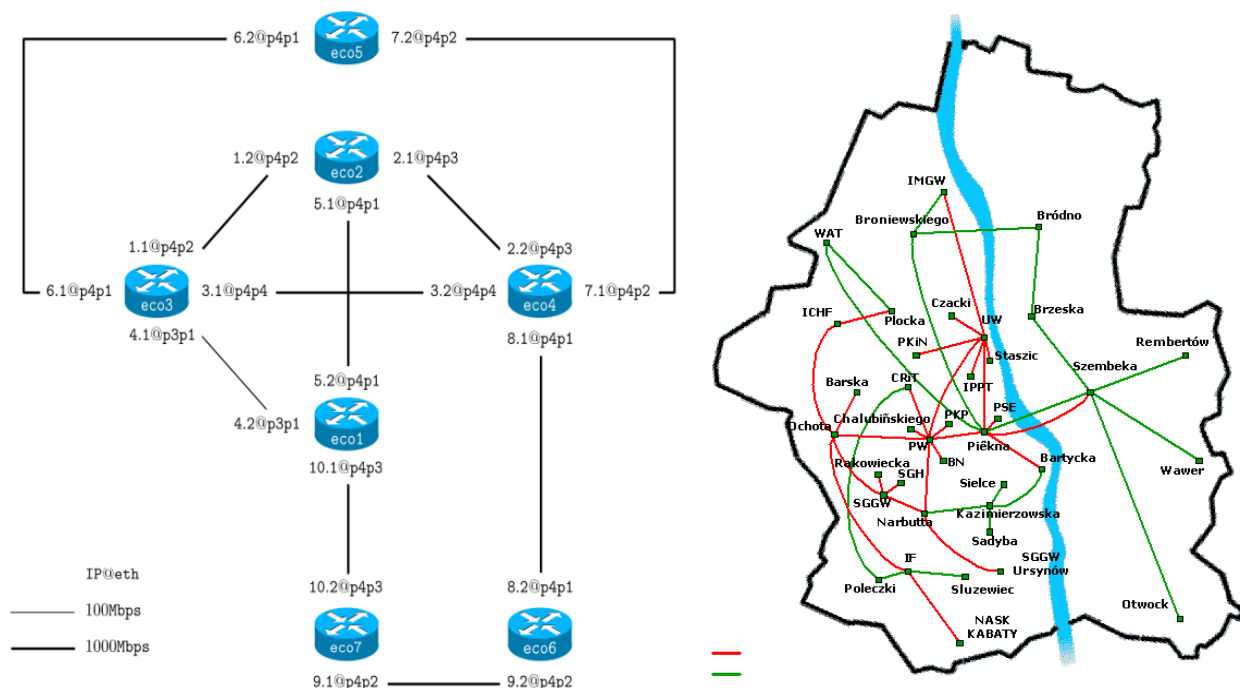 6.2@p4p1
eco5
7.2@p4p2
1.2@p4p2
eco2
2.1@p4p3
5.1@p4p1
1.1@p4p2
2.2@p4p3
6.1@p4p1
eco3
3.1@p4p4
3.2@p4p4
eco4
7.1@p4p2
4.1@p3p1
8.1@p4p1
5.2@p4p1
4.2@p3p1
eco1
10.1@p4p3
IP@eth
100Mbps
1000Mbps
10.2@p4p3
8.2@p4p1
eco7
eco6
9.1@p4p2
9.2@p4p2
IMGW
Broniewskiego
Bródno
WAT
Czacki
ICHF
Plocka
UW
Brzeska
PKiN
Staszic
Rembertów
CRiT
IPPT
Szembeka
Barska
Chalubiñskiego
PKP
PSE
Ochota
PW
Piêkna
Rakowiecka
SGH
BN
Bartycka
Sielce
Wawer
SGGW
Narbutta
Kazimierzowska
Sadyba
IF
SGGW
Ursynów
Poleczki
Sluzewiec
Otwock
NASK
KABATY